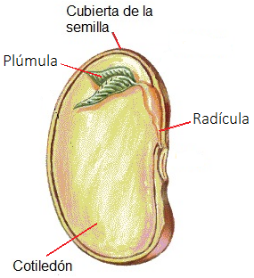 Cubierta de la
semilla
Plúmula
Radícula
Cotiledón